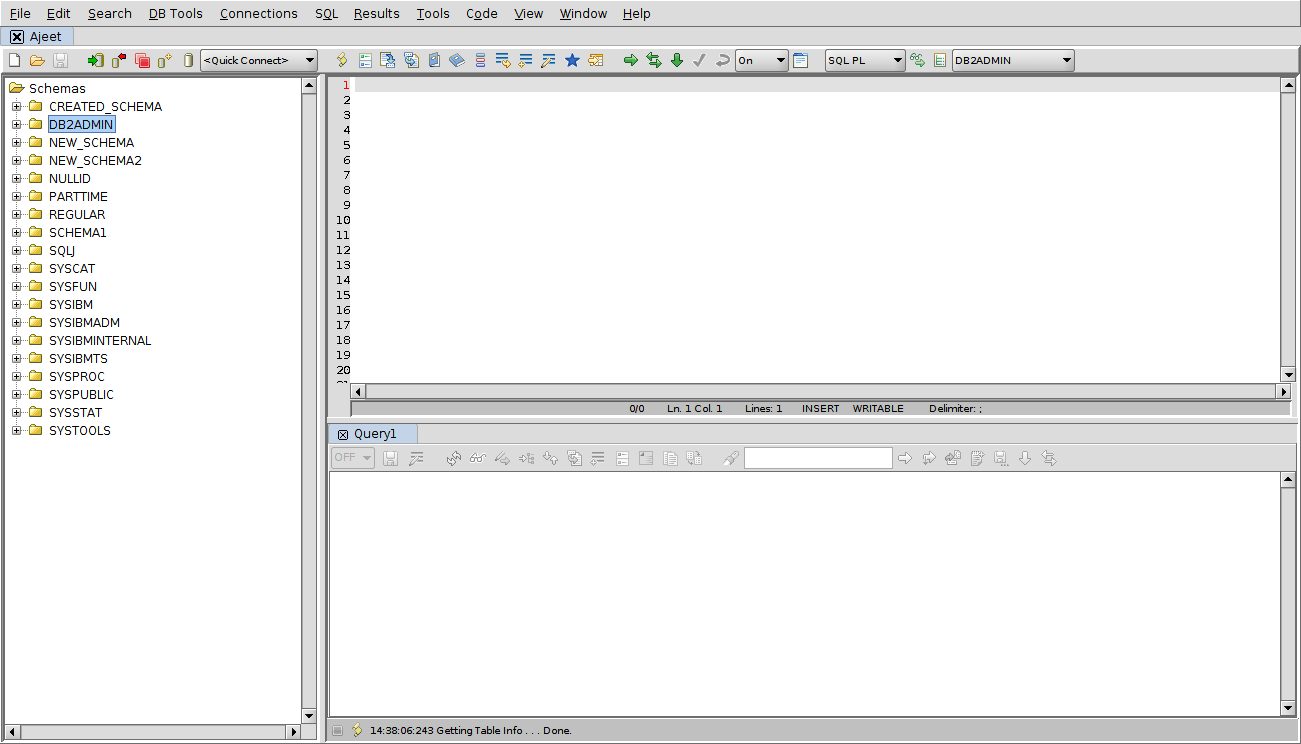 File Edit Search DB Tools Connections SQL Results Tools Code View Window Help
Ajeet
<Quick Connect> On SQL PL DB2ADMIN
Schemas
CREATED_SCHEMA
DB2ADMIN
NEW_SCHEMA
NEW_SCHEMA2
NULLID
PARTTIME
REGULAR
SCHEMA1
SQLJ
SYSCAT
SYSFUN
SYSIBM
SYSIBMADM
SYSIBMINTERNAL
SYSIBMTS
SYSPROC
SYSPUBLIC
SYSSTAT
SYSTOOLS
1
2
3
4
5
6
7
8
9
10
11
12
13
14
15
16
17
18
19
20
0/0 Ln. 1 Col. 1 Lines: 1 INSERT WRITABLE Delimiter: ;
Query1
OFF
14:38:06:243 Getting Table Info . . . Done.